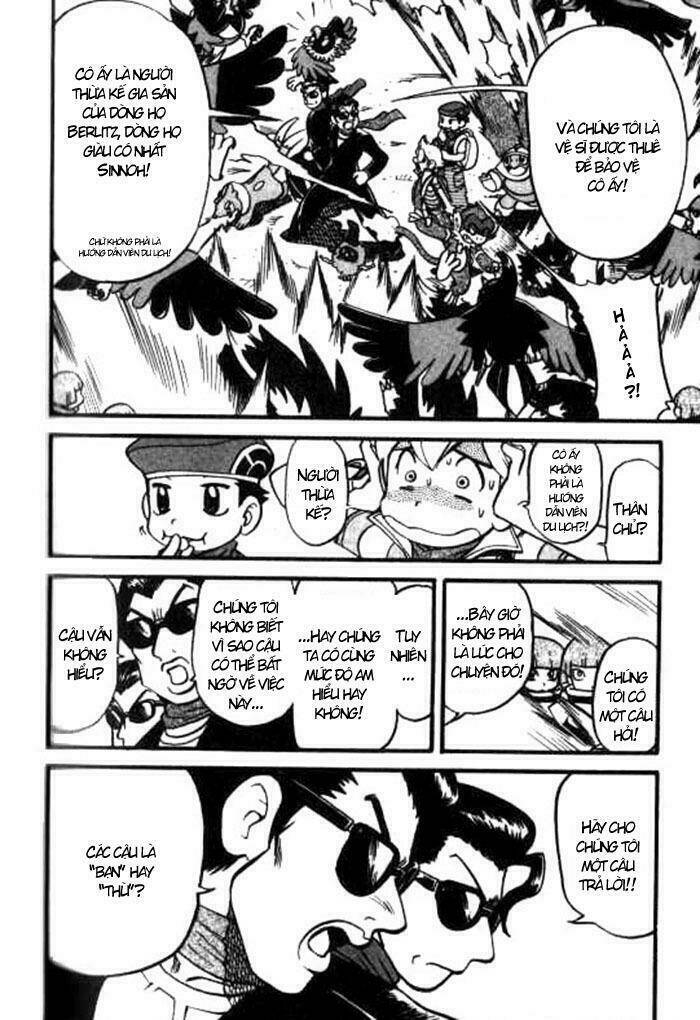 VÀ CHÚNG TÔI LÀ
VỆ SĨ ĐƯỢC THUÊ
ĐỂ BẢO VỆ
CÔ ẤY!
CÔ ẤY LÀ NGƯỜI
THỪA KẾ GIA SẢN
CỦA DÒNG HỌ
BERLITZ, DÒNG HỌ
GIÀU CÓ NHẤT
SINNOH!
CHỨ KHÔNG PHẢI LÀ
HƯỚNG DẪN VIÊN DU LỊCH!
HẢ Ả Ả?!
THÂN
CHỦ?
CÔ ẤY
KHÔNG
PHẢI LÀ
HƯỚNG
DẪN VIÊN
DU LỊCH?!
NGƯỜI
THỪA
KẾ?
CHÚNG
TÔI CÓ
MỘT CÂU
HỎI!
...BÂY GIỜ
KHÔNG PHẢI
LÀ LÚC CHO
CHUYỆN ĐÓ!
TUY
NHIÊN
...
...HAY CHÚNG
TA CÓ CÙNG
MỨC ĐỘ AM
HIỂU HAY
KHÔNG!
CHÚNG TÔI
KHÔNG BIẾT
VÌ SAO CẬU
CÓ THỂ BẤT
NGỜ VỀ VIỆC
NÀY...
CẬU VẪN
KHÔNG
HIỂU?
HÃY CHO
CHÚNG TÔI
MỘT CÂU
TRẢ LỜI!!
CÁC CẬU LÀ
"BẠN" HAY
"THÙ"?